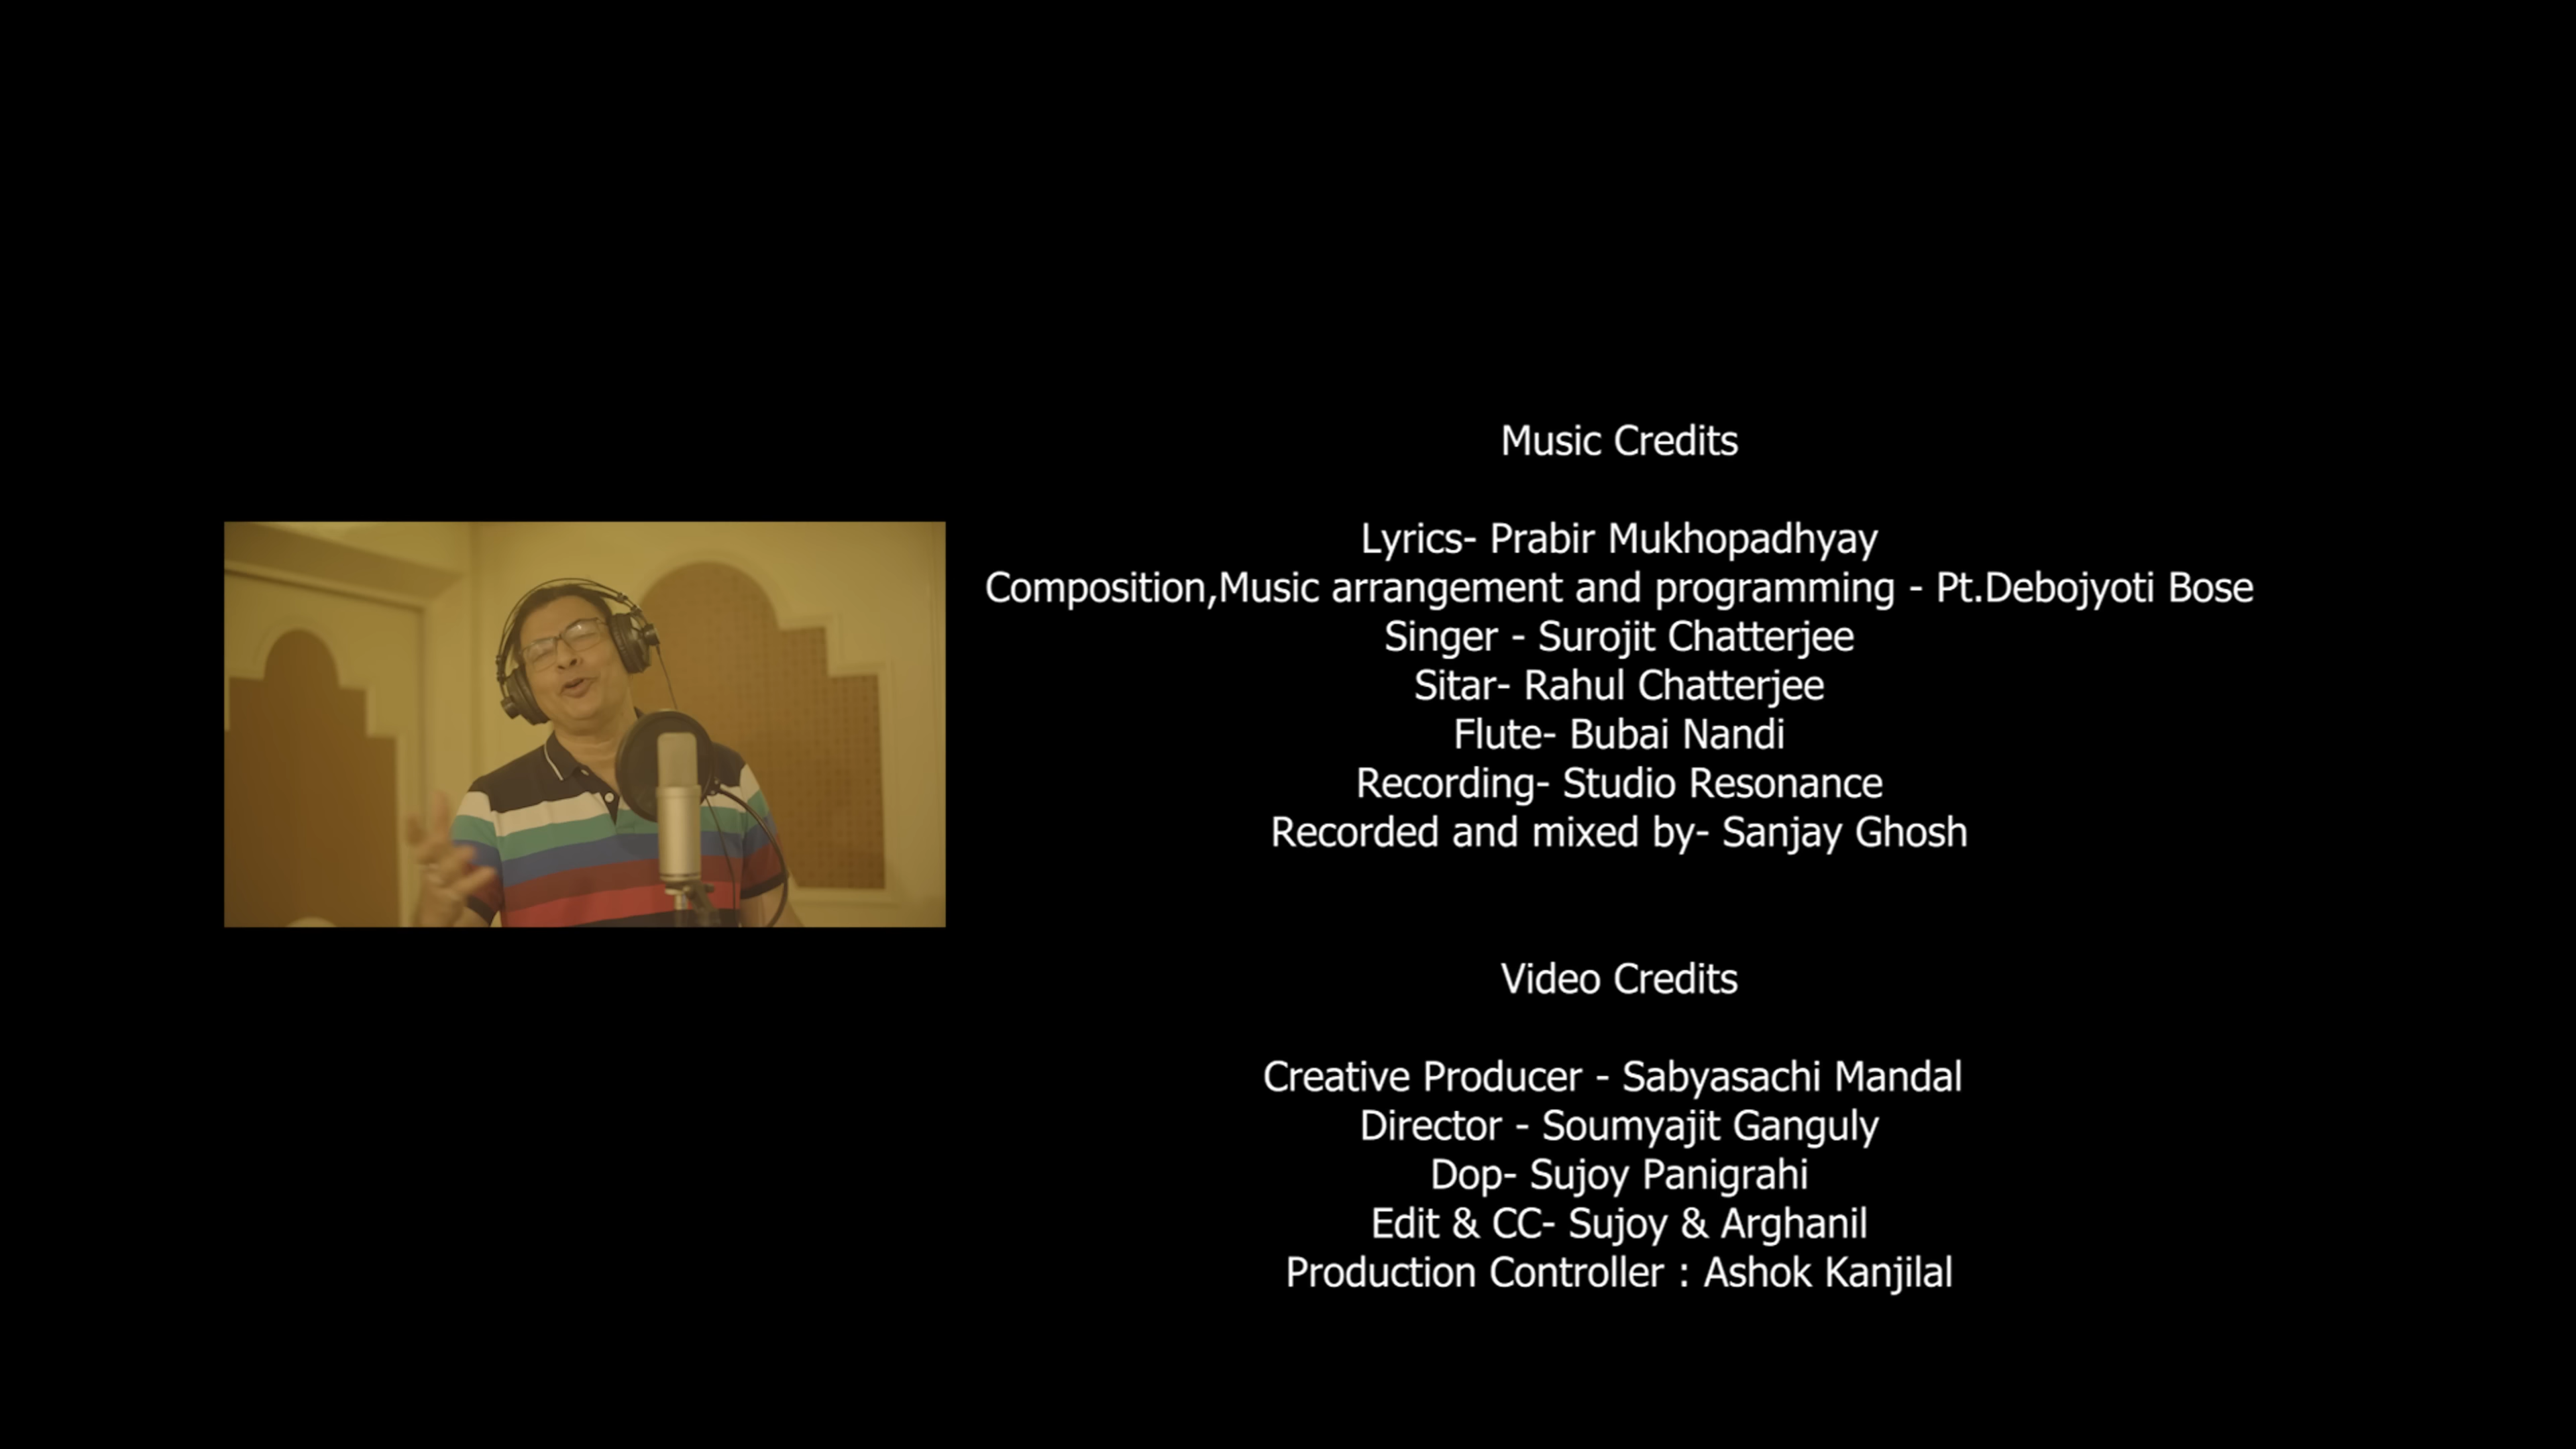 Music Credits
Lyrics- Prabir Mukhopadhyay
Composition,Music arrangement and programming - Pt.Debojyoti Bose
Singer - Surojit Chatterjee
Sitar- Rahul Chatterjee
Flute- Bubai Nandi
Recording- Studio Resonance
Recorded and mixed by- Sanjay Ghosh
Video Credits
Creative Producer - Sabyasachi Mandal
Director - Soumyajit Ganguly
Dop- Sujoy Panigrahi
Edit & CC- Sujoy & Arghanil
Production Controller : Ashok Kanjilal